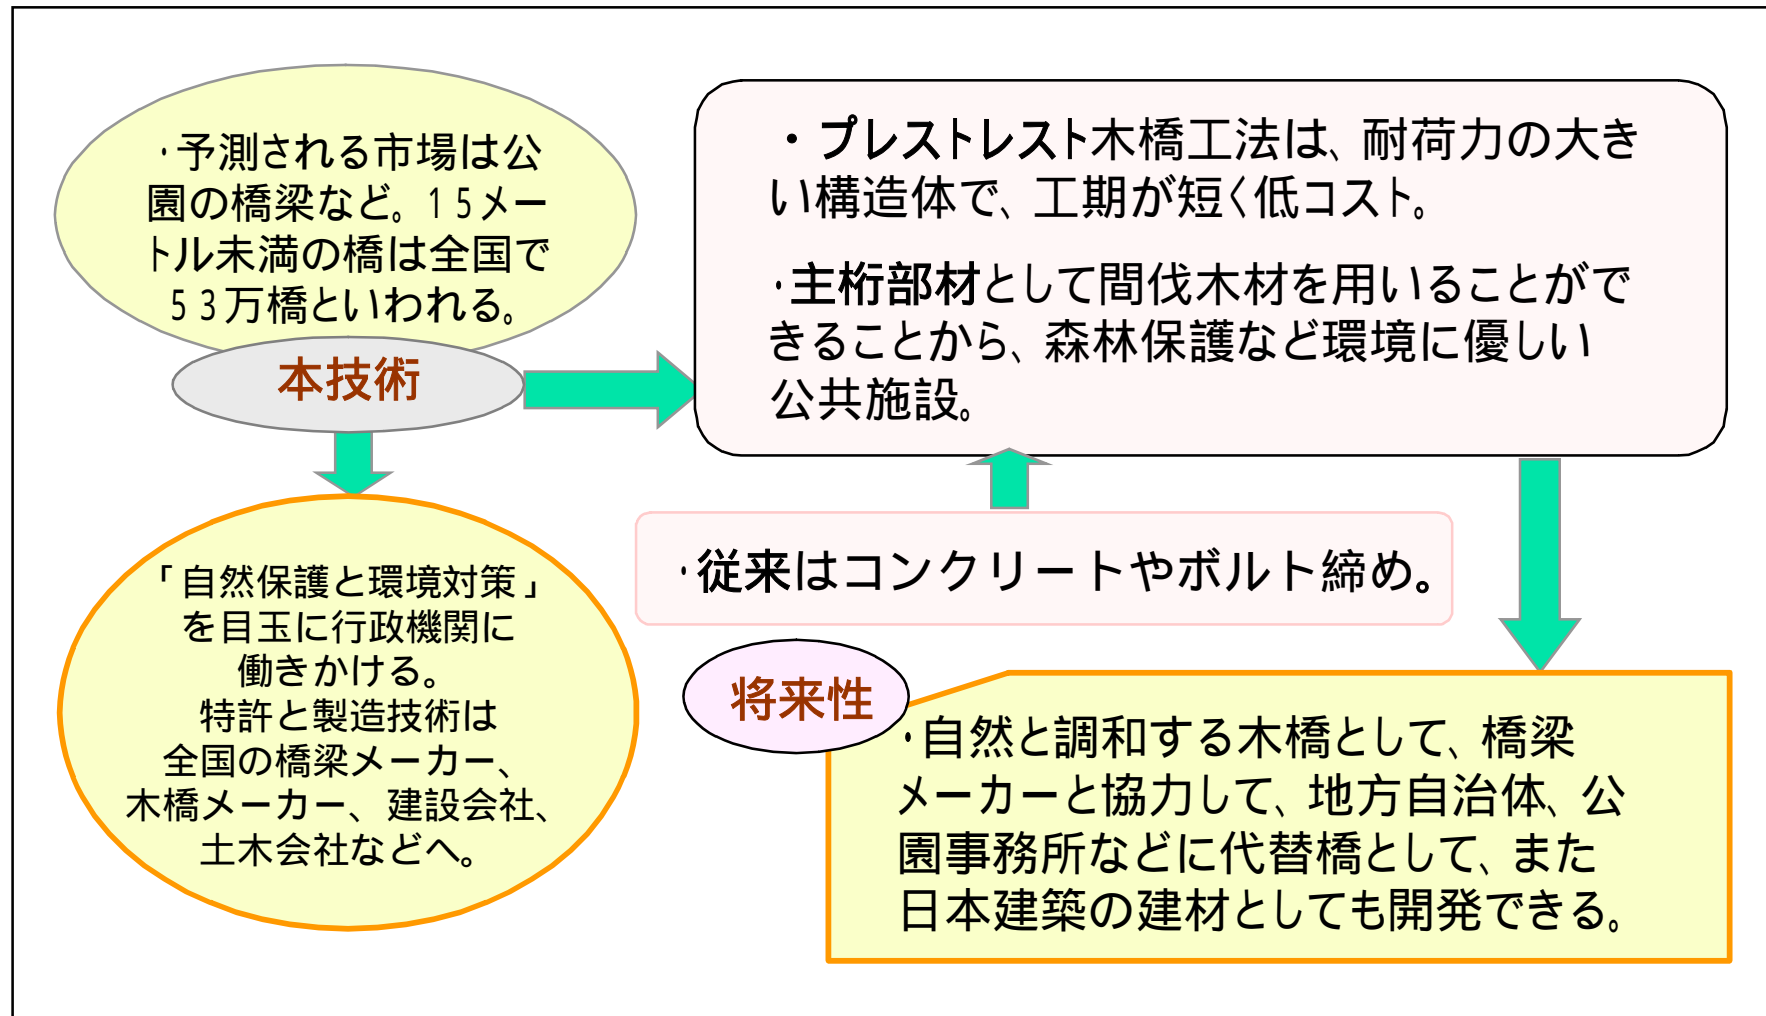 ・予測される市場は公
園の橋梁など。15メー
トル未満の橋は全国で
53万橋といわれる。
本技術
・プレストレスト木橋工法は、耐荷力の大き
い構造体で、工期が短く低コスト。
・主桁部材として間伐木材を用いることがで
きることから、森林保護など環境に優しい
公共施設。
・従来はコンクリートやボルト締め。
「自然保護と環境対策」
を目玉に行政機関に
働きかける。
特許と製造技術は
全国の橋梁メーカー、
木橋メーカー、建設会社、
土木会社などへ。
将来性
・自然と調和する木橋として、橋梁
メーカーと協力して、地方自治体、公
園事務所などに代替橋として、また
日本建築の建材としても開発できる。